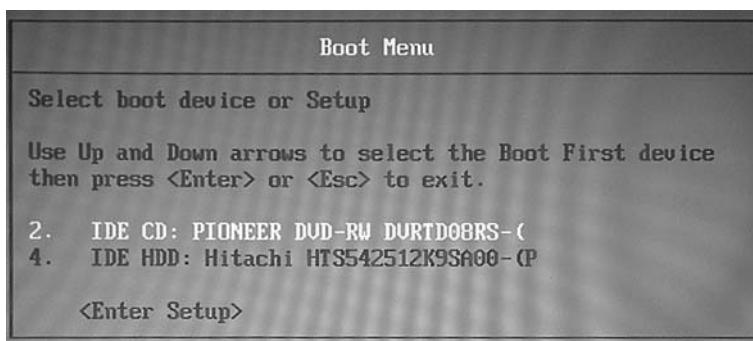 Boot Menu
Select boot device or Setup
Use Up and Down arrows to select the Boot First device
then press <Enter> or <Esc> to exit.
2. IDE CD: PIONEER DVD-RW DVRTD08RS-(
4. IDE HDD: Hitachi HTS542512K9SA00-(P
<Enter Setup>